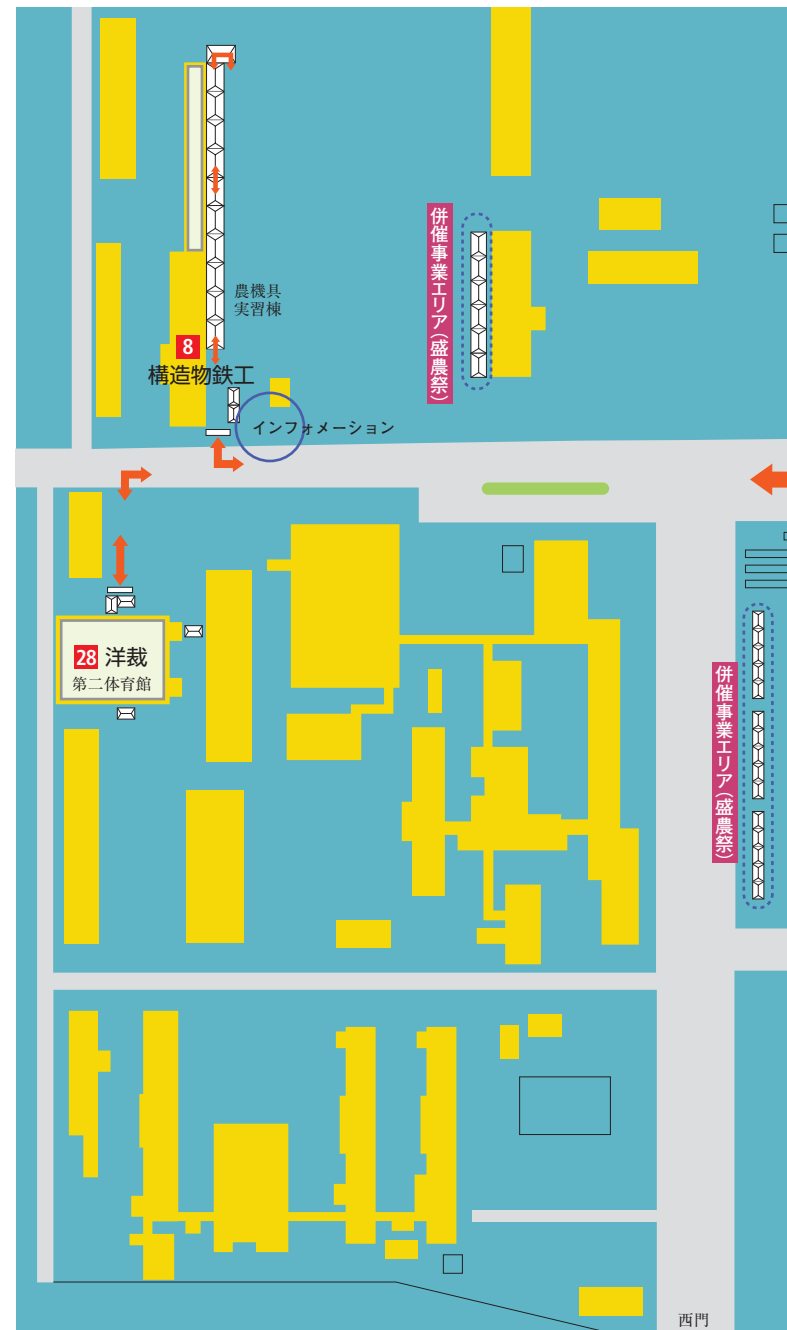 併催事業エリア（盛農祭）
農機具
実習棟
8
構造物鉄工
インフォメーション
28 洋裁
第二体育館
併催事業エリア（盛農祭）
西門